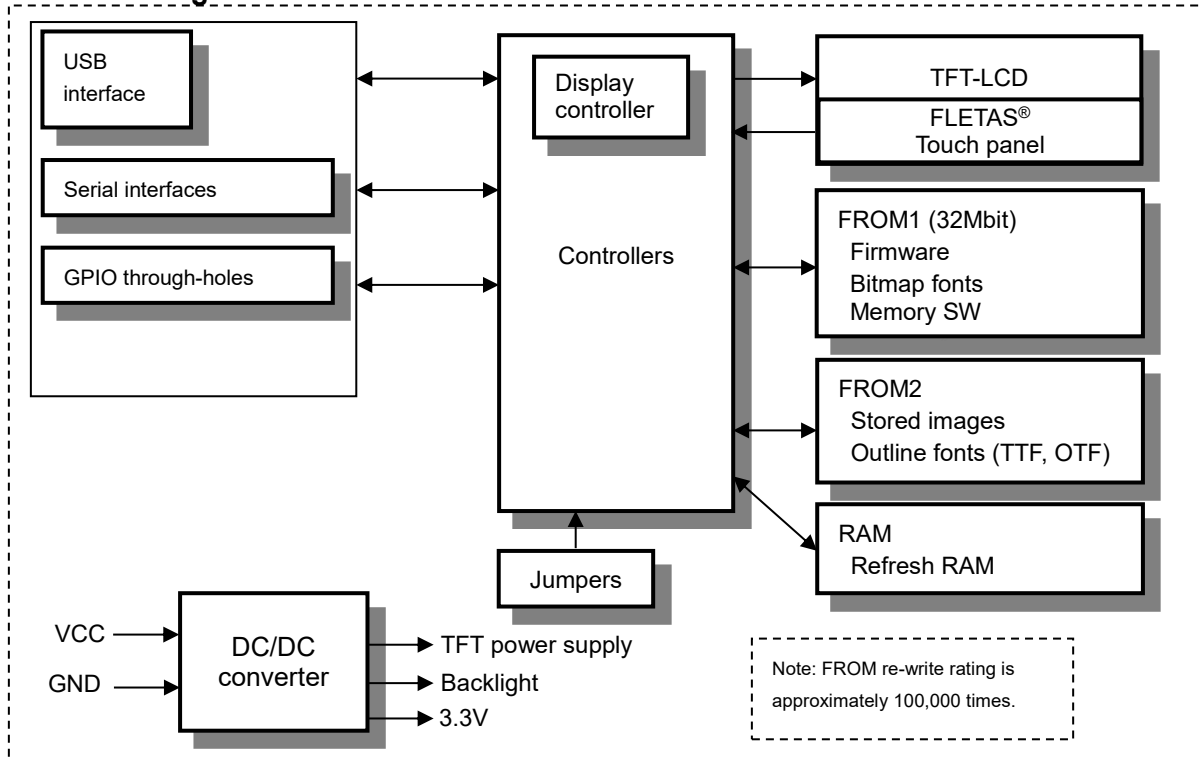 USB
interface
Serial interfaces
GPIO through-holes
Display
controller
Controllers
Jumpers
TFT-LCD
FLETAS®
Touch panel
FROM1 (32Mbit)
Firmware
Bitmap fonts
Memory SW
FROM2
Stored images
Outline fonts (TTF, OTF)
RAM
Refresh RAM
VCC
GND
DC/DC
converter
TFT power supply
Backlight
3.3V
Note: FROM re-write rating is
approximately 100,000 times.